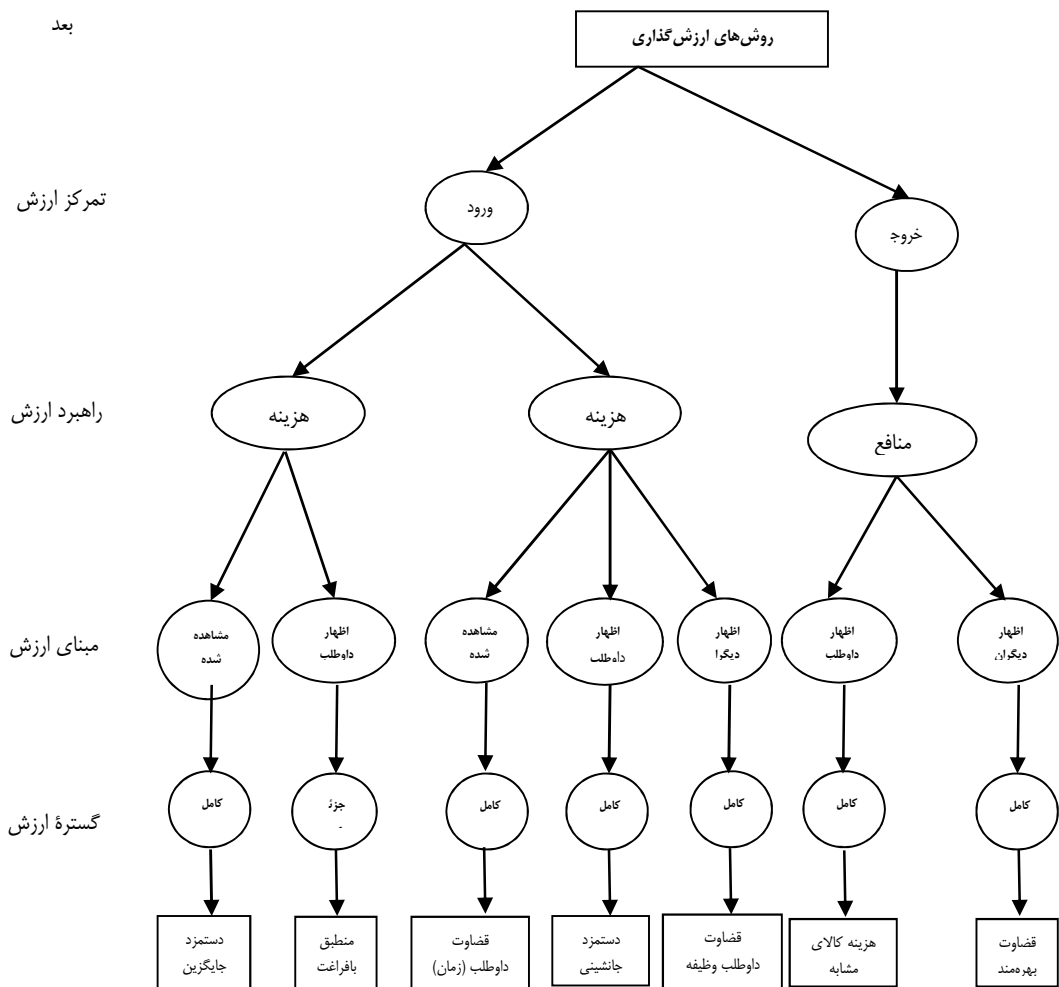 بعد
روش‌های ارزش‌گذاری
تمرکز ارزش
خروج
ورود
راهبرد ارزش
منافع
هزینه
هزینه
مبنای ارزش
اظهار
دیگران
اظهار
داوطلب
اظهار
دیگرا
اظهار
داوطلب
مشاهده
شده
اظهار
داوطلب
مشاهده
شده
گسترهٔ ارزش
کامل
کامل
کامل
کامل
کامل
جزئ
کامل
قضاوت
بهره‌مند
هزینه کالای
مشابه
قضاوت
داوطلب وظیفه
دستمزد
جانشینی
قضاوت
داوطلب (زمان)
منطبق
بافراغت
دستمزد
جایگزین